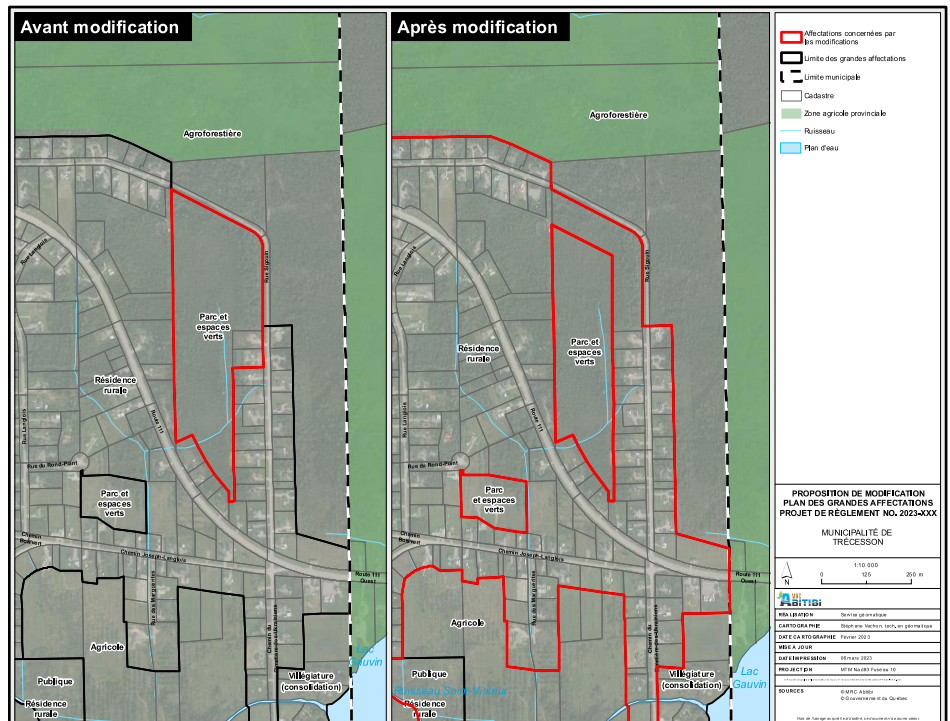 Avant modification
Agroforestière
Rue Langlois
Rue Sigouin
Parc et
espaces
verts
Résidence
rurale
Route 111
Rue Langlois
Rue du Rond-Point
Parc et
espaces
verts
Chemin
Boisvert
Chemin Joseph-Langlois
Route 111
Ouest
Rue des Marguerites
Agricole
Publique
Résidence
rurale
Villégiature
(consolidation)
Lac
Gauvin
Après modification
Agroforestière
Rue Langlois
Rue Sigouin
Parc et
espaces
verts
Résidence
rurale
Route 111
Rue Langlois
Rue du Rond-Point
Parc
et espaces
verts
Chemin
Boisvert
Chemin Joseph-Langlois
Route 111
Ouest
Rue des Marguerites
Agricole
Publique
Résidence
rurale
Villégiature
(consolidation)
Lac
Gauvin
Affectations concernées par
les modifications
Limite des grandes affectations
Limite municipale
Cadastre
Zone agricole provinciale
Ruisseau
Plan d'eau
PROPOSITION DE MODIFICATION
PLAN DES GRANDES AFFECTATIONS
PROJET DE RÈGLEMENT NO. 2023-XXX
MUNICIPALITÉ DE
TRÉCESSON
N
1:10 000
0 125 250 m
MRC
ABITIBI
RÉALISATION Service géomatique
CARTOGRAPHIE Stéphane Vachon, tech. en géomatique
DATE CARTOGRAPHIE Février 2023
MISE À JOUR
DATE IMPRESSION 06 mars 2023
PROJECTION MTM Nad83 Fuseau 10
SOURCES © MRC Abitibi
© Gouvernement du Québec